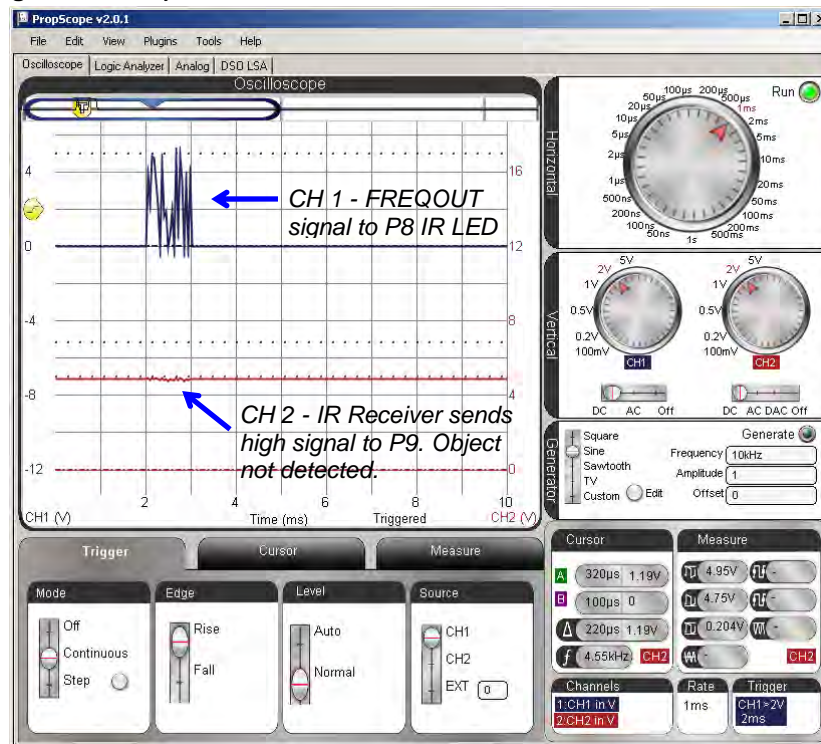 PropScope v2.0.1
File Edit View Plugins Tools Help
Oscilloscope Logic Analyzer Analog DSO LSA
Oscilloscope
4
0
-4
-8
-12
16
12
8
4
0
2 4 6 8 10
CH1 (V) Time (ms) Triggered CH2 (V)
CH 1 - FREQOUT
signal to P8 IR LED
CH 2 - IR Receiver sends
high signal to P9. Object
not detected.
Horizontal
Run
50ns
100ns
200ns
500ns
1µs
2µs
5µs
10µs
20µs
50µs
100µs
200µs
500µs
1ms
2ms
5ms
10ms
20ms
50ms
100ms
200ms
500ms
1s
Vertical
5V
2V
1V
0.5V
0.2V
100mV
CH1
DC AC Off
5V
2V
1V
0.5V
0.2V
100mV
CH2
DC AC DAC Off
Generator
Square
Sine
Sawtooth
TV
Custom Edit
Generate
Frequency 10kHz
Amplitude 1
Offset 0
Trigger Cursor Measure
Mode
Off
Continuous
Step
Edge
Rise
Fall
Level
Auto
Normal
Source
CH1
CH2
EXT 0
Cursor
A 320µs 1.19V
B 100µs 0
Δ 220µs 1.19V
f 4.55kHz CH2
Measure
4.95V -
4.75V -
0.204V -
- CH2
Channels
1:CH1 in V
2:CH2 in V
Rate
1ms
Trigger
CH1>2V
2ms